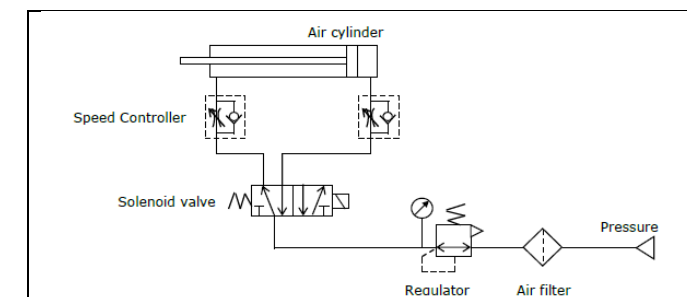 Air cylinder
Speed Controller
Solenoid valve
Pressure
Regulator
Air filter